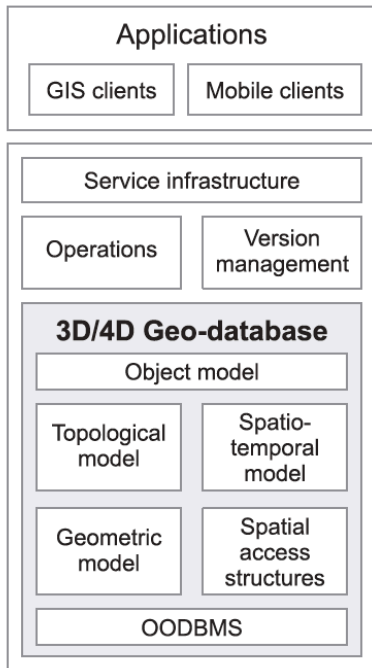 Applications
GIS clients
Mobile clients
Service infrastructure
Operations
Version
management
3D/4D Geo-database
Object model
Topological
model
Spatio-
temporal
model
Geometric
model
Spatial
access
structures
OODBMS